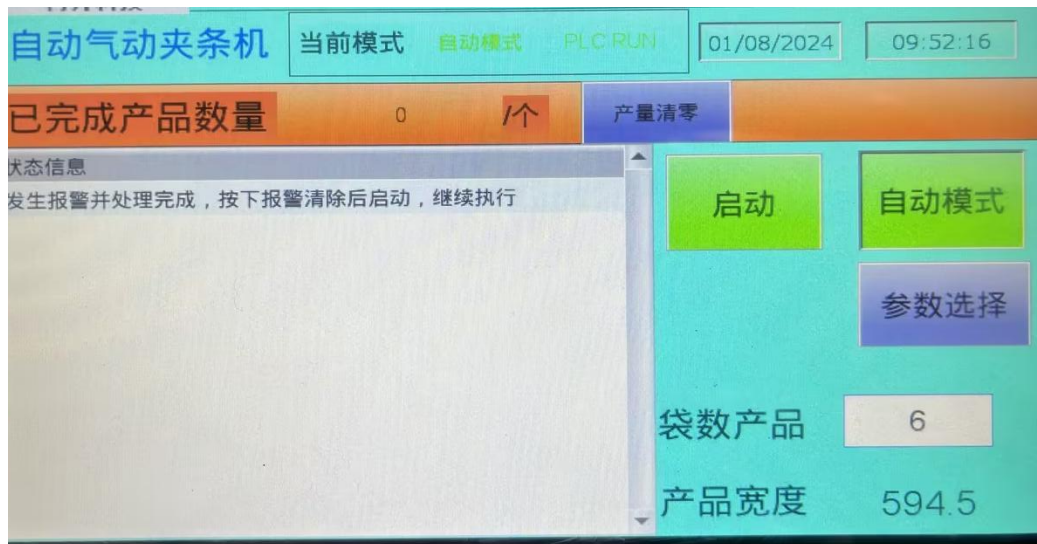 自动气动夹条机
当前模式 自动模式 PLC RUN
01/08/2024
09:52:16
已完成产品数量 0 /个
产量清零
状态信息
发生报警并处理完成，按下报警清除后启动，继续执行
启动
自动模式
参数选择
袋数产品 6
产品宽度 594.5